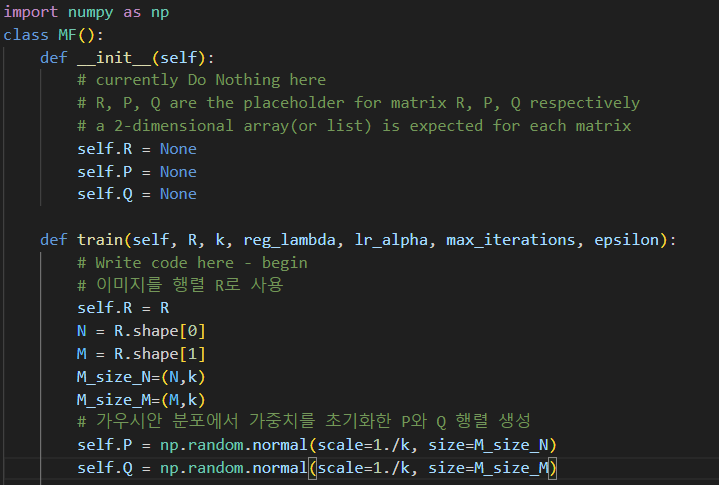 import numpy as np
class MF():
def __init__(self):
# currently Do Nothing here
# R, P, Q are the placeholder for matrix R, P, Q respectively
# a 2-dimensional array(or list) is expected for each matrix
self.R = None
self.P = None
self.Q = None
def train(self, R, k, reg_lambda, lr_alpha, max_iterations, epsilon):
# Write code here - begin
# 이미지를 행렬 R로 사용
self.R = R
N = R.shape[0]
M = R.shape[1]
M_size_N=(N,k)
M_size_M=(M,k)
# 가우시안 분포에서 가중치를 초기화한 P와 Q 행렬 생성
self.P = np.random.normal(scale=1./k, size=M_size_N)
self.Q = np.random.normal(scale=1./k, size=M_size_M)